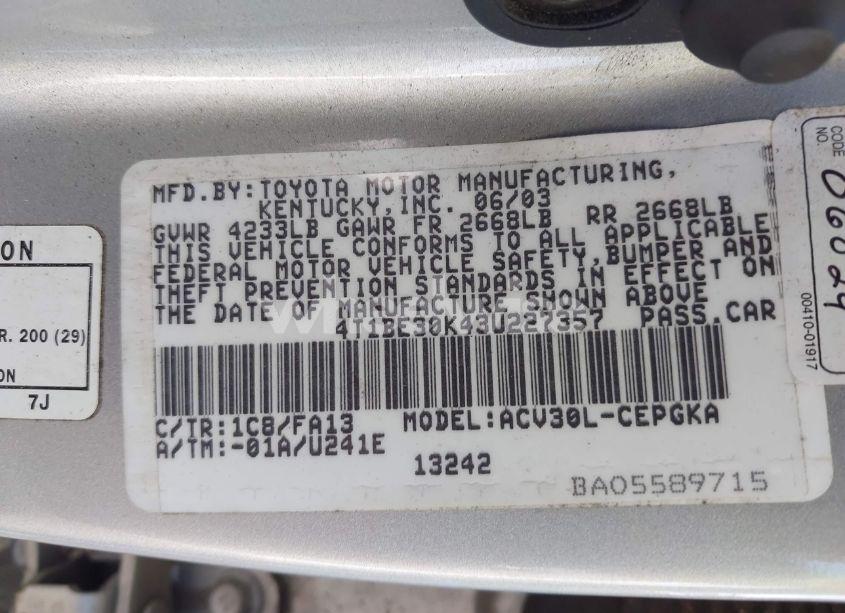 MFD.BY:TOYOTA MOTOR MANUFACTURING,
KENTUCKY,INC. 06/03
GVWR 4233LB GAWR FR 2668LB RR 2668LB
THIS VEHICLE CONFORMS TO ALL APPLICABLE
FEDERAL MOTOR VEHICLE SAFETY,BUMPER AND
THEFT PREVENTION STANDARDS IN EFFECT ON
THE DATE OF MANUFACTURE SHOWN ABOVE
4T1BE30K43U227357 PASS.CAR
C/TR:1C8/FA13 MODEL:ACV30L-CEPGKA
A/TM:-01A/U241E
13242
BA05589715
ON
R. 200 (29)
ON
7J
CODE
NO.
06024
00410-01917